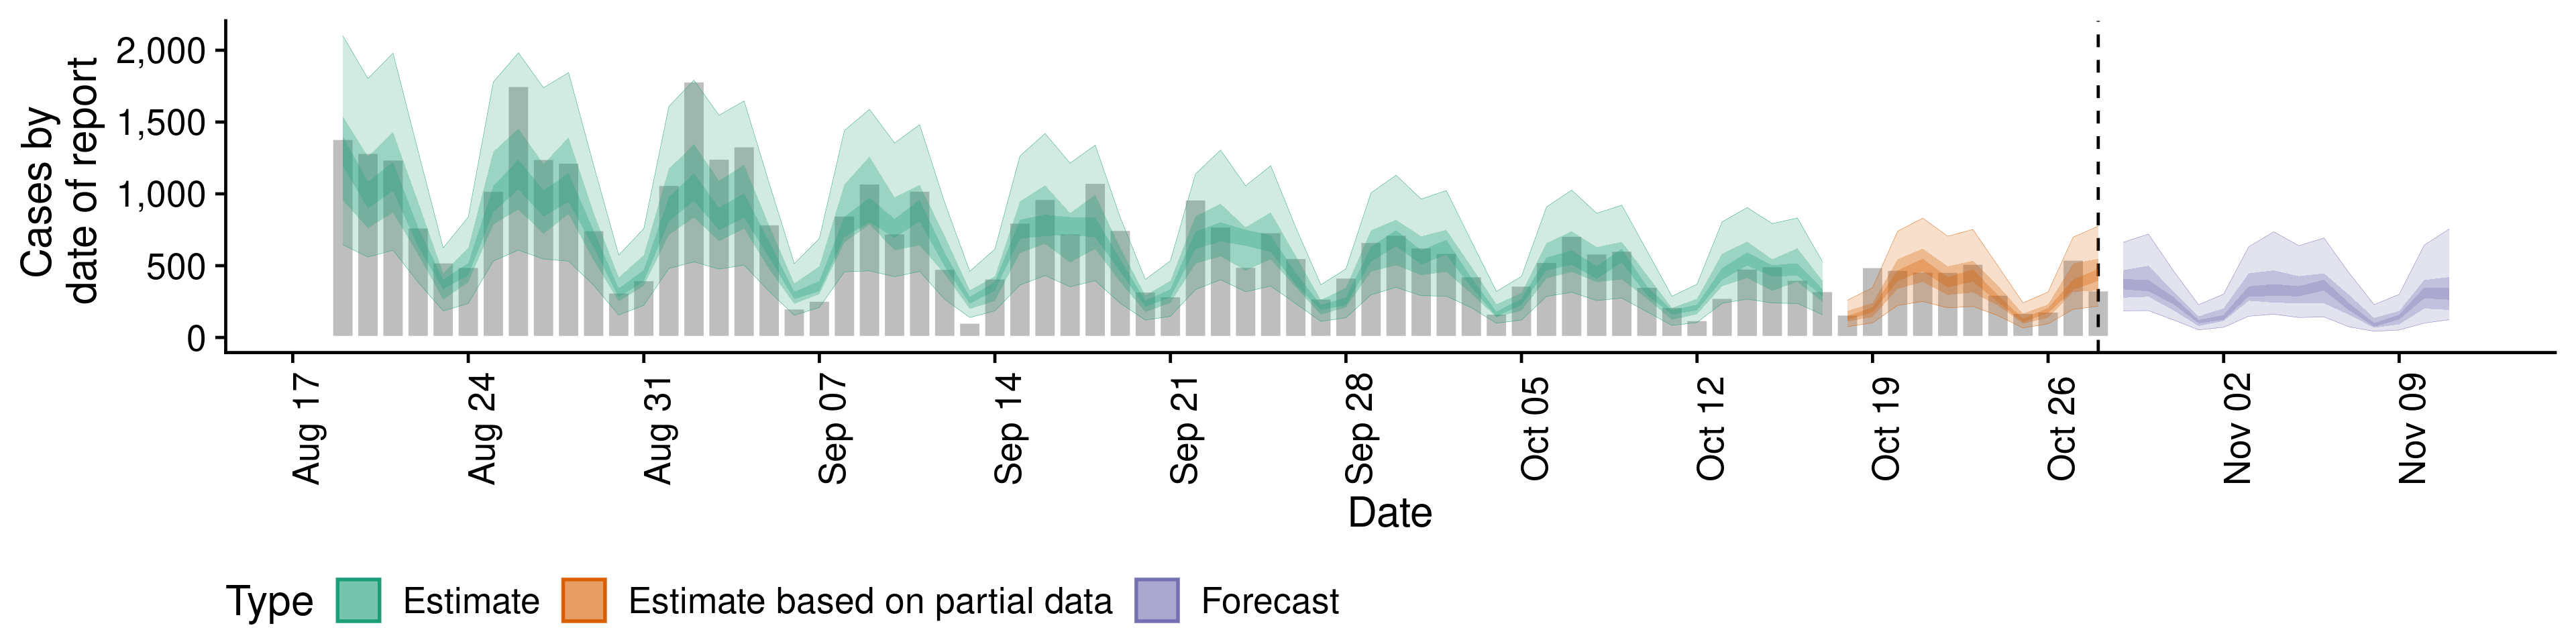 Cases by
date of report
2,000
1,500
1,000
500
0
Aug 17
Aug 24
Aug 31
Sep 07
Sep 14
Sep 21
Sep 28
Oct 05
Oct 12
Oct 19
Oct 26
Nov 02
Nov 09
Date
Type Estimate Estimate based on partial data Forecast